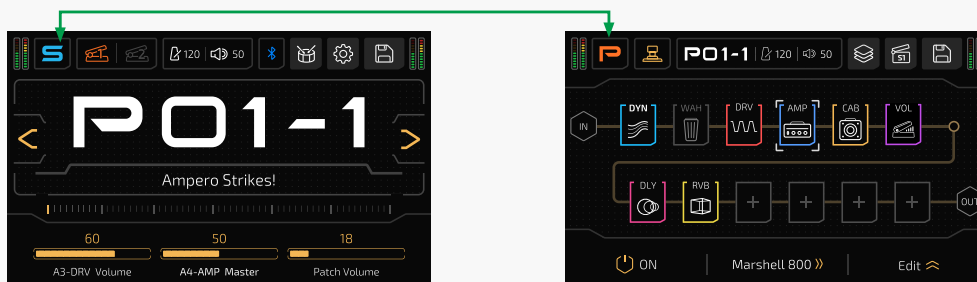 S 120 50
P01-1
Ampero Strikes!
60 50 18
A3-DRV Volume A4-AMP Master Patch Volume
P P01-1 120 50 S1
IN DYN WAH DRV AMP CAB VOL
DLY RVB + + + + OUT
ON Marshell 800 Edit